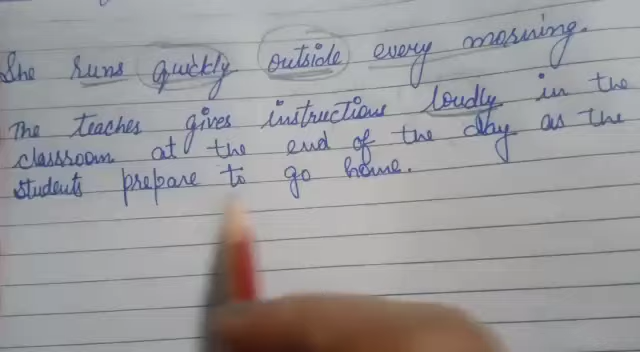 She runs quickly outside every morning.
The teacher gives instructions loudly in the
classroom at the end of the day as the
students prepare to go home.